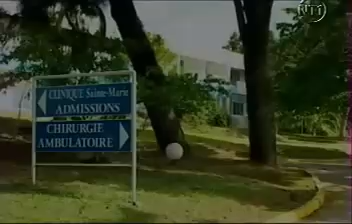 CLINIQUE Sainte-Marie
ADMISSIONS
CHIRURGIE
AMBULATOIRE